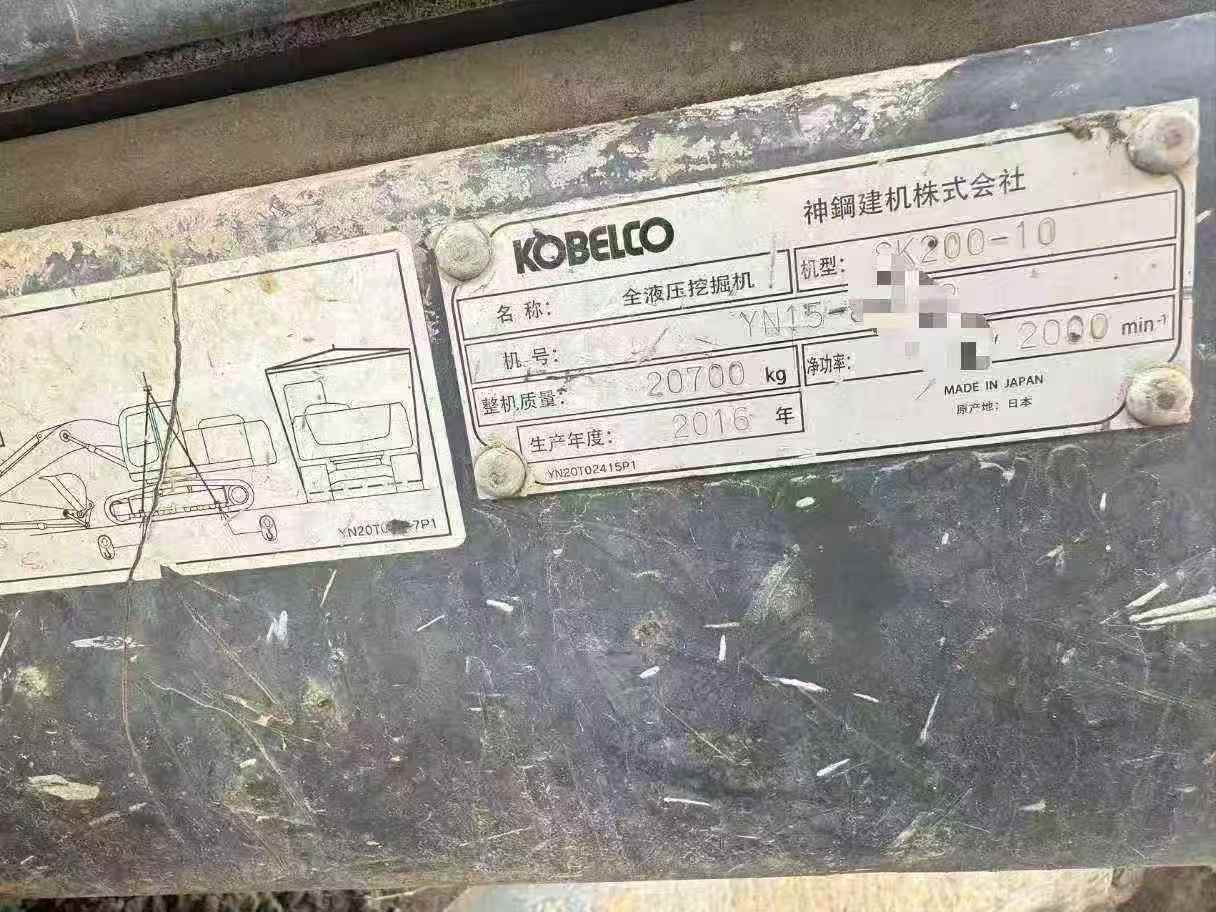 KOBELCO
神鋼建机株式会社
名称: 全液压挖掘机
机型: SK200-10
机号: YN15-
整机质量: 20700 kg
净功率: 2000 min⁻¹
生产年度: 2016 年
MADE IN JAPAN
原产地: 日本
YN20T02415P1
7P1